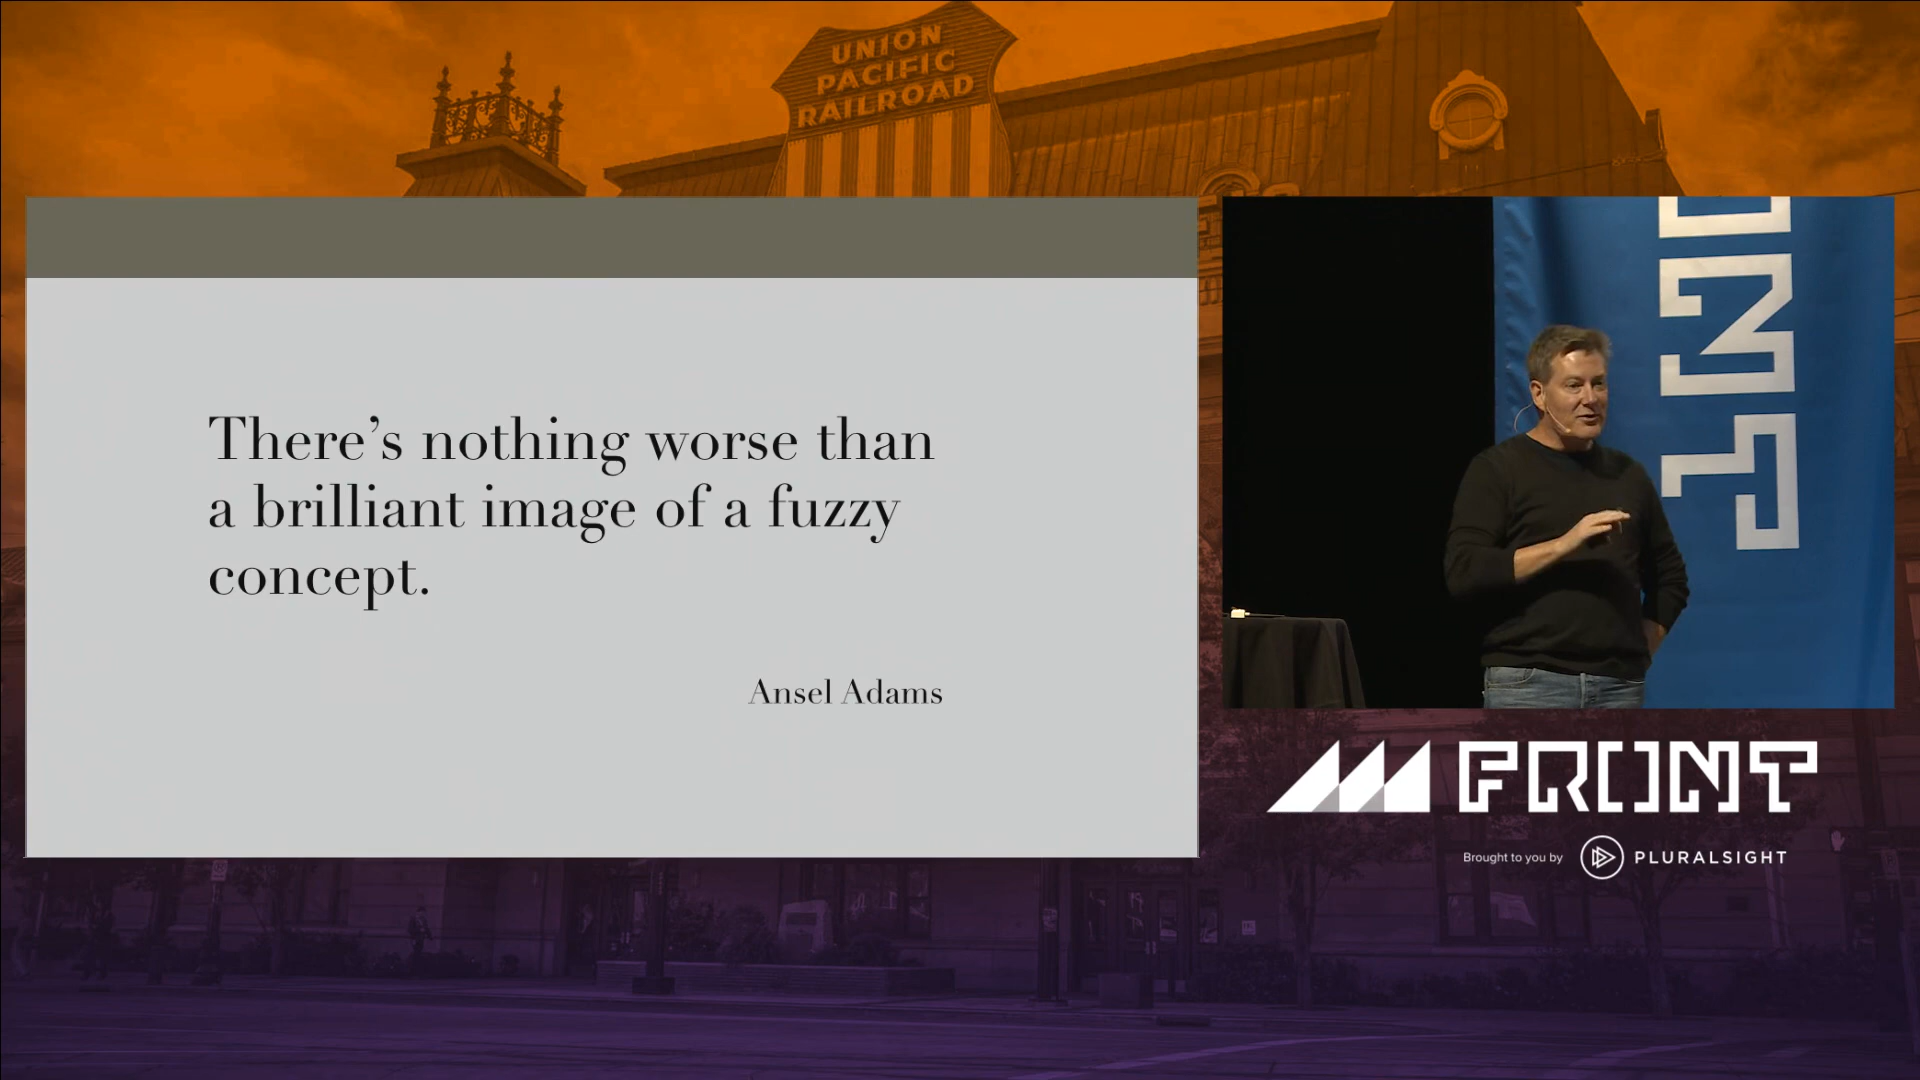 UNION
PACIFIC
RAILROAD
There’s nothing worse than
a brilliant image of a fuzzy
concept.
Ansel Adams
ONT
FRONT
Brought to you by
PLURALSIGHT